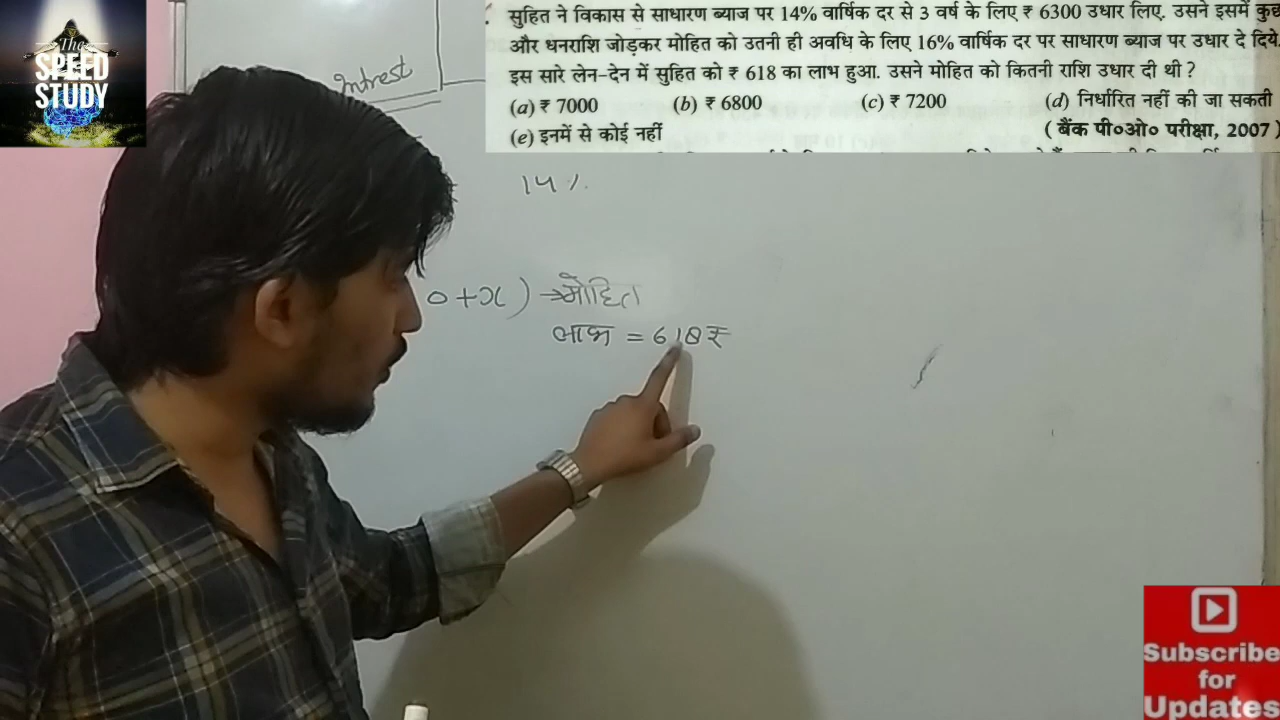 The
SPEED
STUDY
सुहित ने विकास से साधारण ब्याज पर 14% वार्षिक दर से 3 वर्ष के लिए ₹ 6300 उधार लिए. उसने इसमें कुछ
और धनराशि जोड़कर मोहित को उतनी ही अवधि के लिए 16% वार्षिक दर पर साधारण ब्याज पर उधार दे दिये.
इस सारे लेन-देन में सुहित को ₹ 618 का लाभ हुआ. उसने मोहित को कितनी राशि उधार दी थी ?
(a) ₹ 7000 (b) ₹ 6800 (c) ₹ 7200 (d) निर्धारित नहीं की जा सकती
(e) इनमें से कोई नहीं (बैंक पी०ओ० परीक्षा, 2007)
Intrest
14%.
0+x) → मोहित
लाभ = 618₹
Subscribe
for
Updates